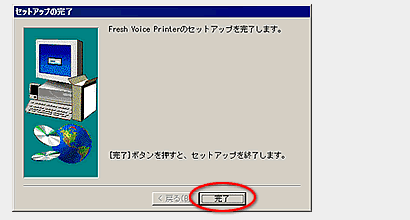 セットアップの完了
Fresh Voice Printerのセットアップを完了します。
[完了]ボタンを押すと、セットアップを終了します。
< 戻る(B)
完了